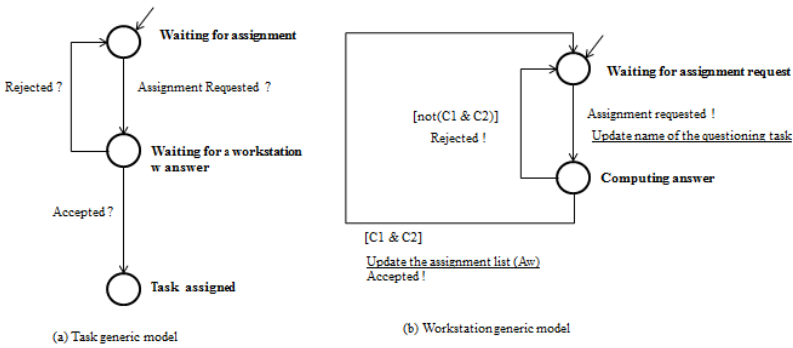 Waiting for assignment
Rejected ?
Assignment Requested ?
Waiting for a workstation
w answer
Accepted ?
Task assigned
(a) Task generic model
Waiting for assignment request
[not(C1 & C2)]
Rejected !
Assignment requested !
Update name of the questioning task
Computing answer
[C1 & C2]
Update the assignment list (Aw)
Accepted !
(b) Workstation generic model